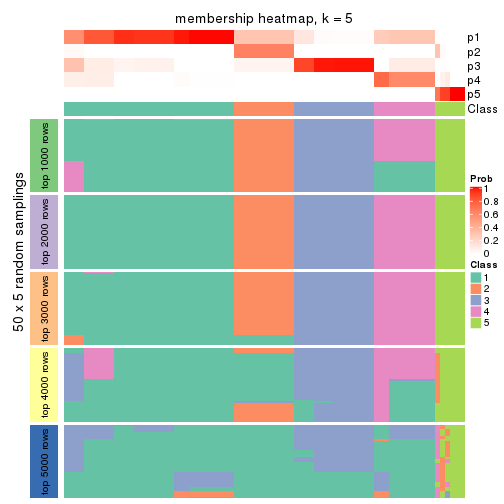 membership heatmap, k = 5
p1
p2
p3
p4
p5
Class
50 x 5 random samplings
top 1000 rows
top 2000 rows
top 3000 rows
top 4000 rows
top 5000 rows
Prob
1
0.8
0.6
0.4
0.2
0
Class
1
2
3
4
5